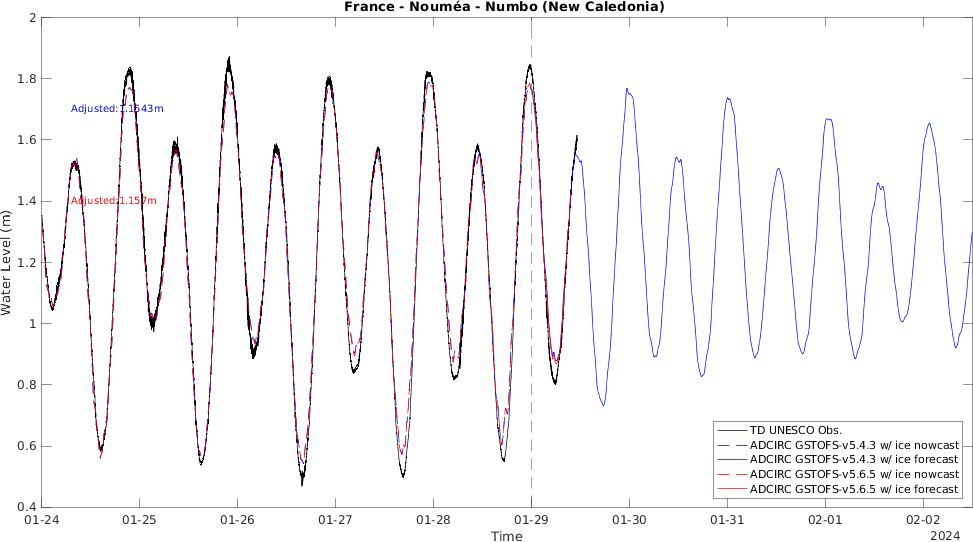 France - Nouméa - Numbo (New Caledonia)
2
1.8
1.6
1.4
1.2
1
0.8
0.6
0.4
Water Level (m)
Adjusted:1.1543m
Adjusted:1.157m
TD UNESCO Obs.
ADCIRC GSTOFS-v5.4.3 w/ ice nowcast
ADCIRC GSTOFS-v5.4.3 w/ ice forecast
ADCIRC GSTOFS-v5.6.5 w/ ice nowcast
ADCIRC GSTOFS-v5.6.5 w/ ice forecast
01-24 01-25 01-26 01-27 01-28 01-29 01-30 01-31 02-01 02-02
Time
2024